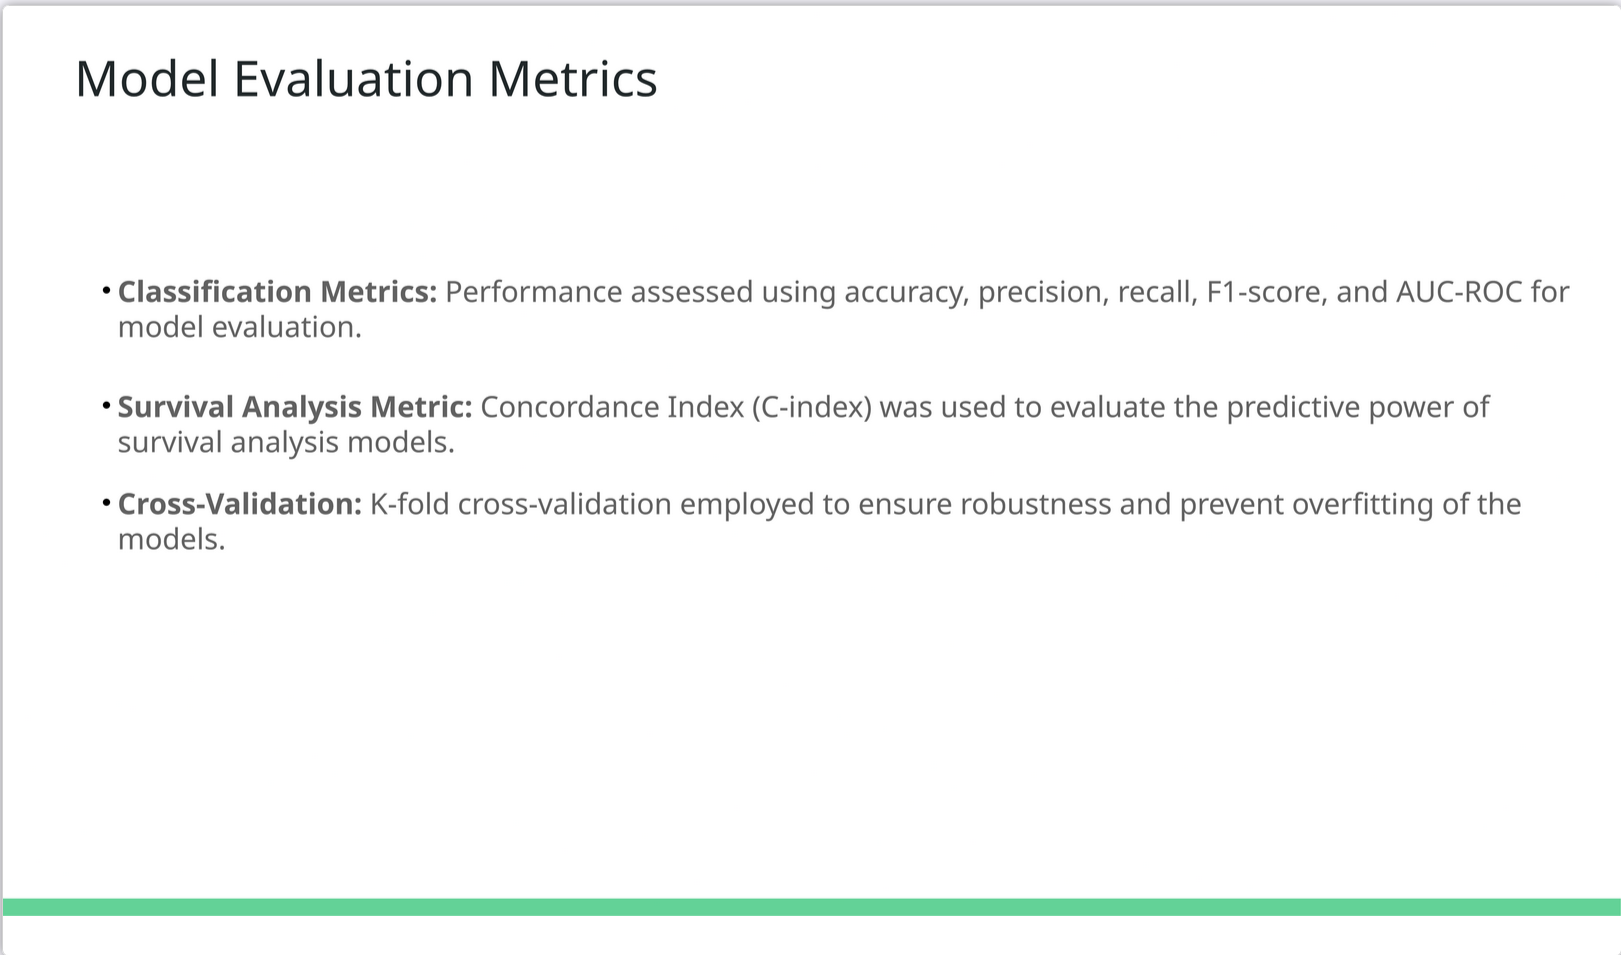 Model Evaluation Metrics
• Classification Metrics: Performance assessed using accuracy, precision, recall, F1-score, and AUC-ROC for
model evaluation.
• Survival Analysis Metric: Concordance Index (C-index) was used to evaluate the predictive power of
survival analysis models.
• Cross-Validation: K-fold cross-validation employed to ensure robustness and prevent overfitting of the
models.